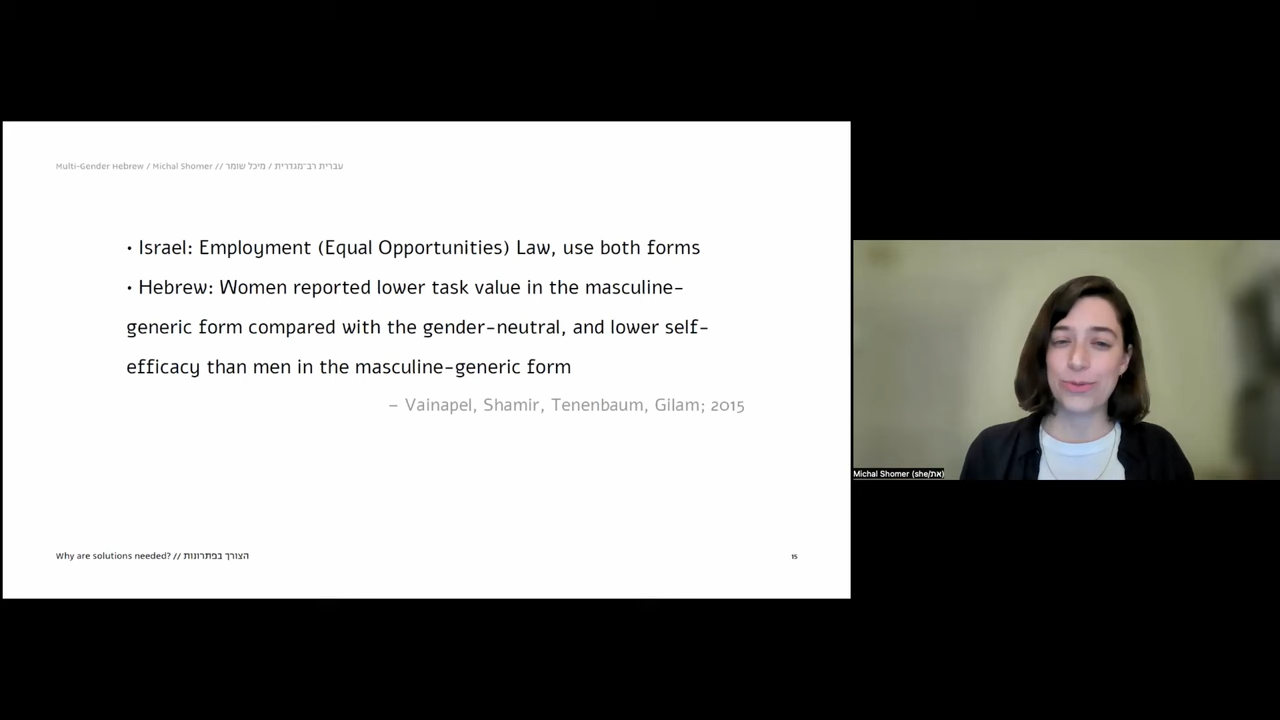 Multi-Gender Hebrew / Michal Shomer // עברית רב־מגדרית / מיכל שומר
• Israel: Employment (Equal Opportunities) Law, use both forms
• Hebrew: Women reported lower task value in the masculine-
generic form compared with the gender-neutral, and lower self-
efficacy than men in the masculine-generic form
– Vainapel, Shamir, Tenenbaum, Gilam; 2015
Michal Shomer (she/את)
Why are solutions needed? // הצורך בפתרונות
15